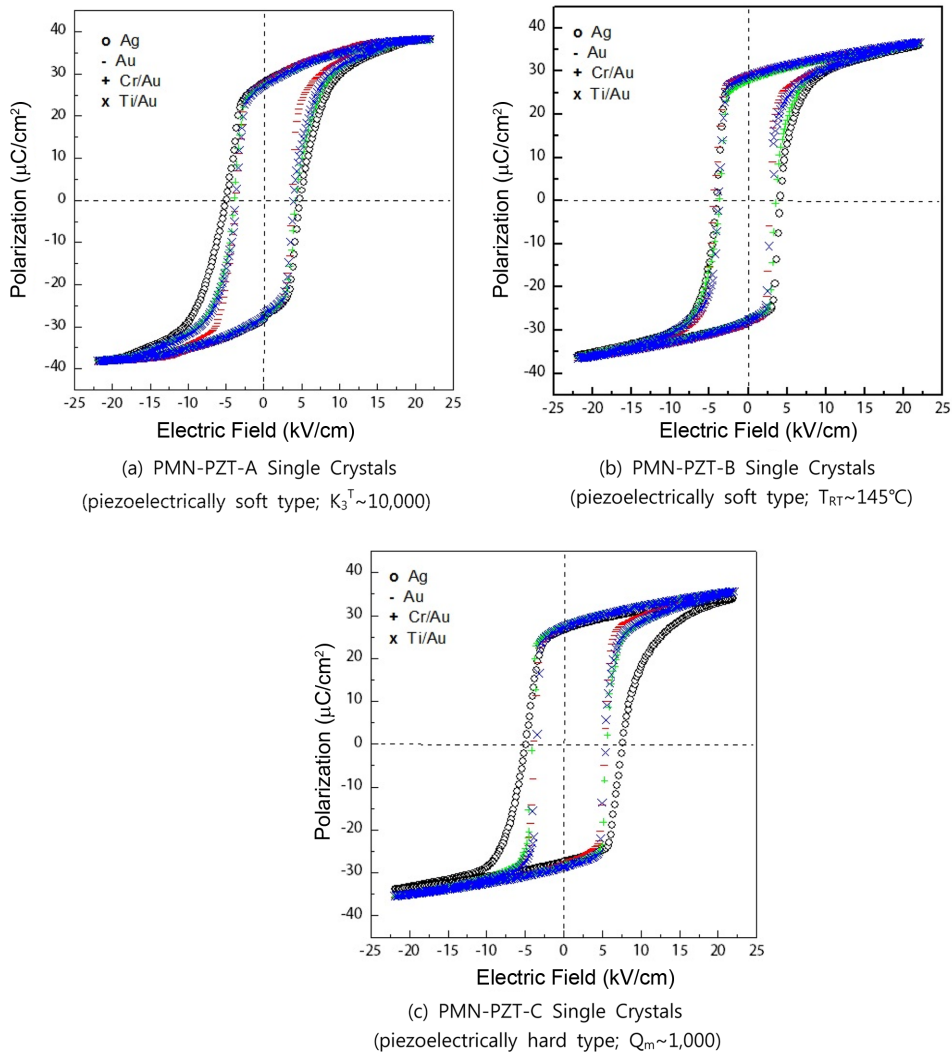 40
30
20
10
0
-10
-20
-30
-40
Polarization (μC/cm²)
o Ag
- Au
+ Cr/Au
x Ti/Au
-25 -20 -15 -10 -5 0 5 10 15 20 25
Electric Field (kV/cm)
(a) PMN-PZT-A Single Crystals
(piezoelectrically soft type; K₃ᵀ~10,000)
40
30
20
10
0
-10
-20
-30
-40
Polarization (μC/cm²)
o Ag
- Au
+ Cr/Au
x Ti/Au
-25 -20 -15 -10 -5 0 5 10 15 20 25
Electric Field (kV/cm)
(b) PMN-PZT-B Single Crystals
(piezoelectrically soft type; T_RT~145℃)
40
30
20
10
0
-10
-20
-30
-40
Polarization (μC/cm²)
o Ag
- Au
+ Cr/Au
x Ti/Au
-25 -20 -15 -10 -5 0 5 10 15 20 25
Electric Field (kV/cm)
(c) PMN-PZT-C Single Crystals
(piezoelectrically hard type; Qₘ~1,000)